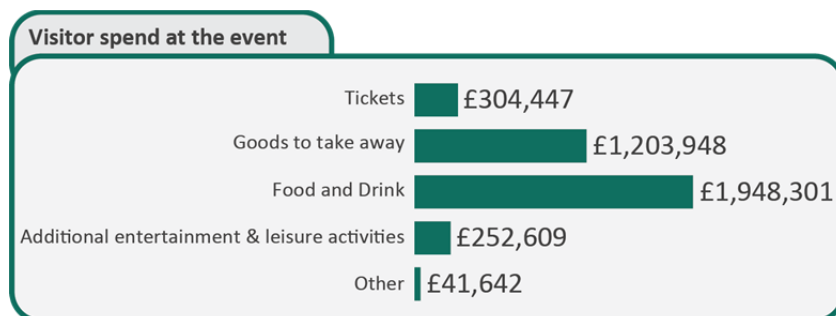 Visitor spend at the event
Tickets £304,447
Goods to take away £1,203,948
Food and Drink £1,948,301
Additional entertainment & leisure activities £252,609
Other £41,642